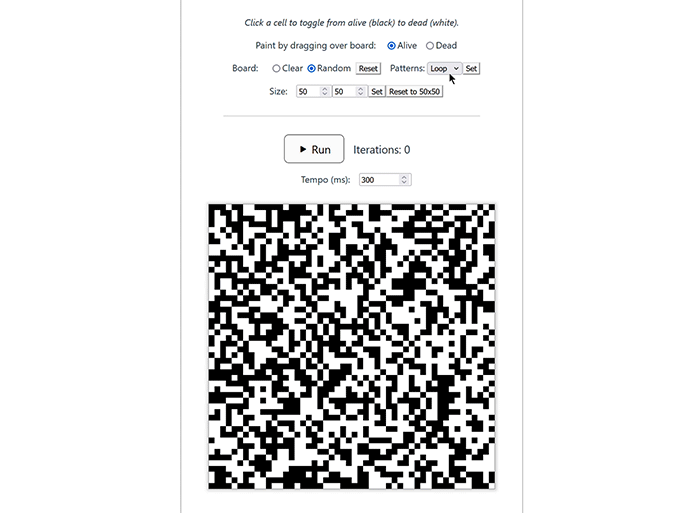 Click a cell to toggle from alive (black) to dead (white).
Paint by dragging over board: Alive Dead
Board: Clear Random Reset Patterns: Loop Set
Size: 50 50 Set Reset to 50x50
Run Iterations: 0
Tempo (ms): 300